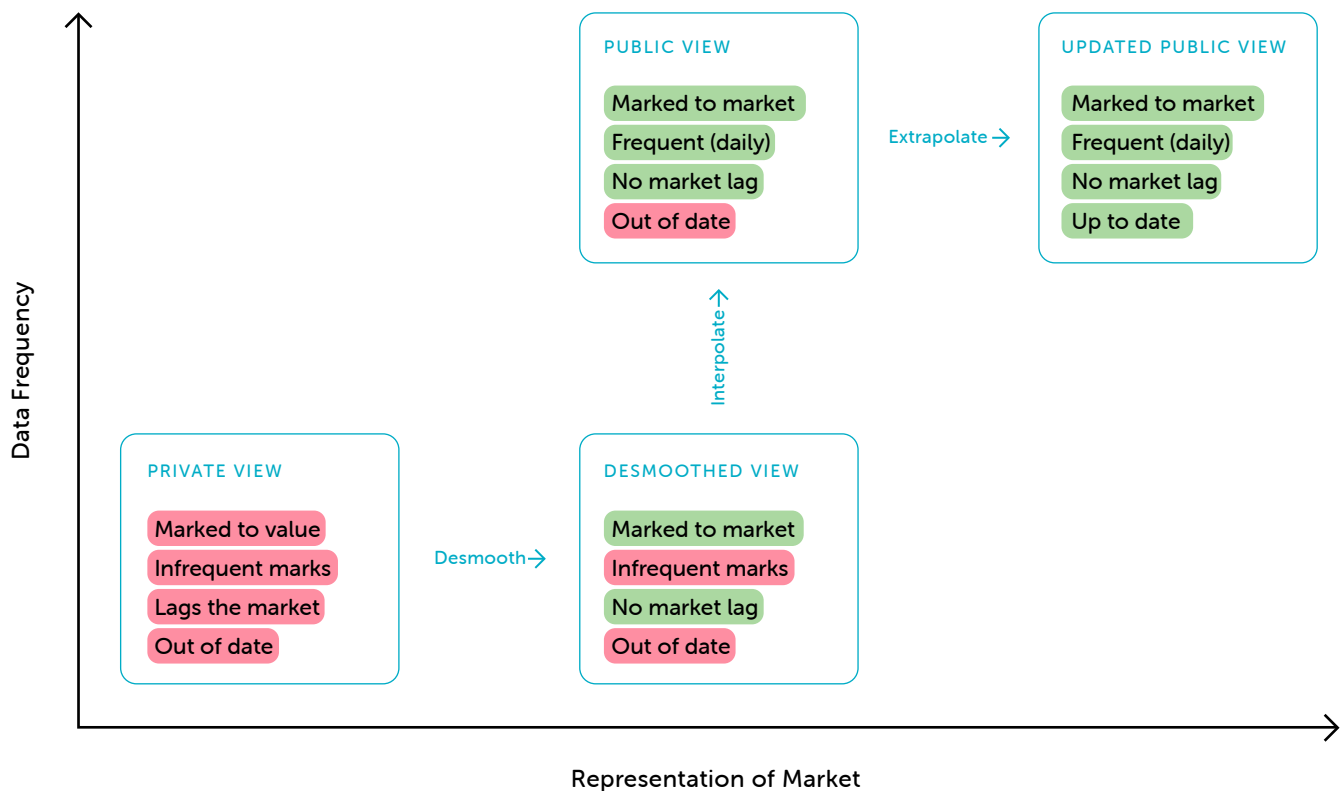 PUBLIC VIEW
Marked to market
Frequent (daily)
No market lag
Out of date
Extrapolate
UPDATED PUBLIC VIEW
Marked to market
Frequent (daily)
No market lag
Up to date
Data Frequency
Interpolate
PRIVATE VIEW
Marked to value
Infrequent marks
Lags the market
Out of date
Desmooth
DESMOOTHED VIEW
Marked to market
Infrequent marks
No market lag
Out of date
Representation of Market